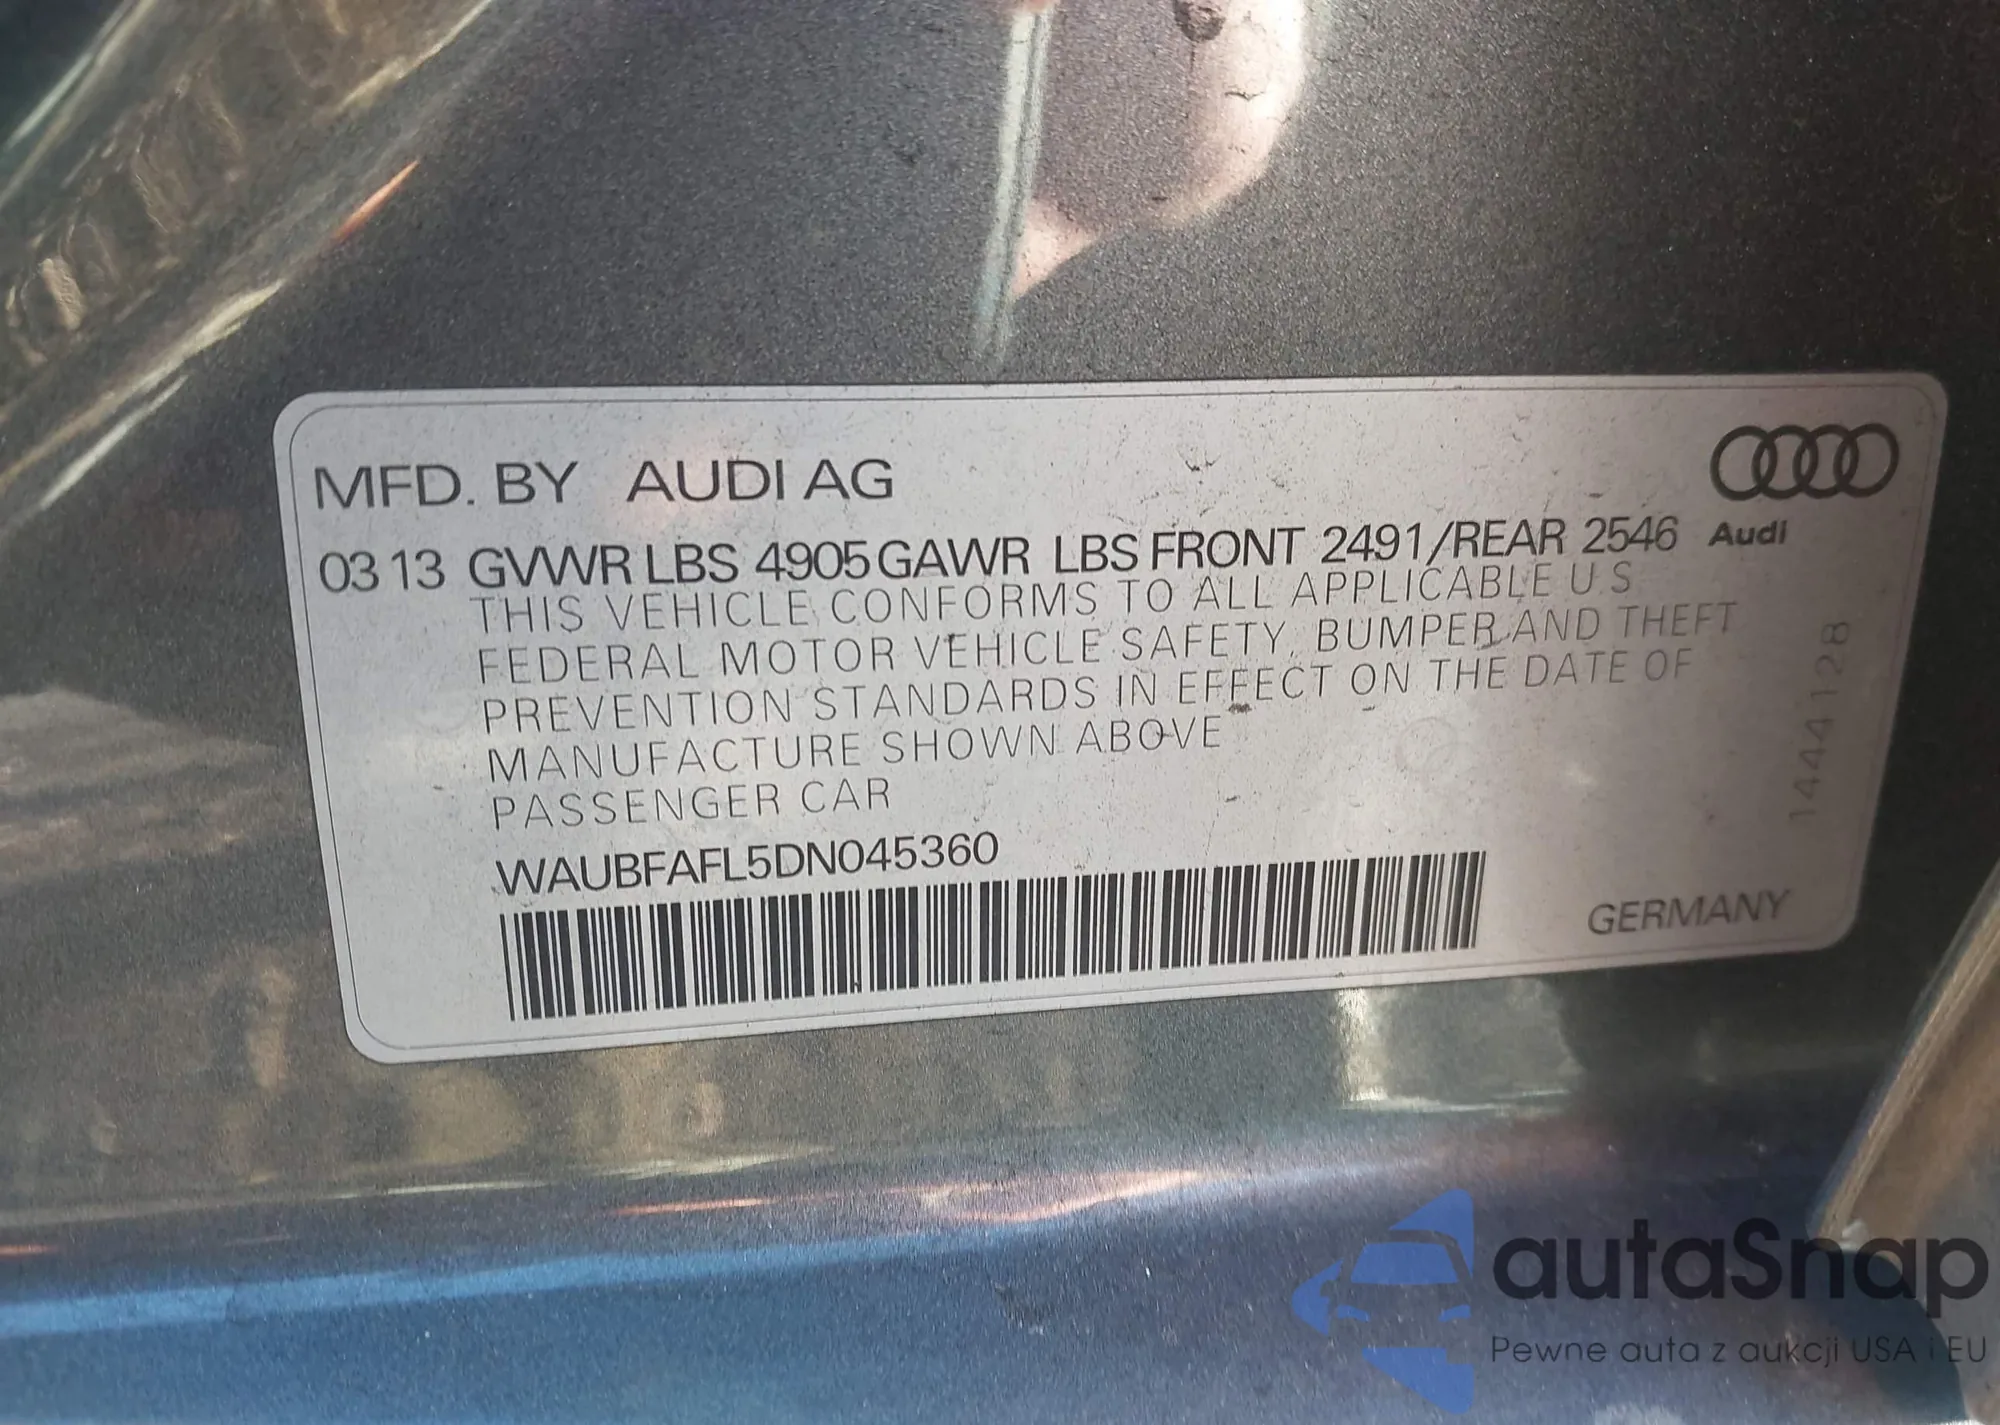 MFD. BY AUDI AG
03 13 GVWR LBS 4905 GAWR LBS FRONT 2491/REAR 2546
Audi
THIS VEHICLE CONFORMS TO ALL APPLICABLE U.S
FEDERAL MOTOR VEHICLE SAFETY, BUMPER AND THEFT
PREVENTION STANDARDS IN EFFECT ON THE DATE OF
MANUFACTURE SHOWN ABOVE
PASSENGER CAR
1444128
WAUBFAFL5DN045360
GERMANY
autaSnap
Pewne auta z aukcji USA i EU